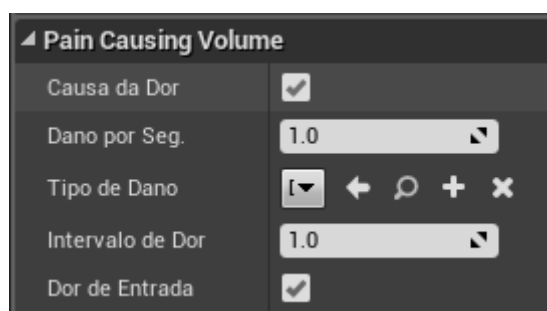 Pain Causing Volume
Causa da Dor
Dano por Seg. 1.0
Tipo de Dano [
Intervalo de Dor 1.0
Dor de Entrada